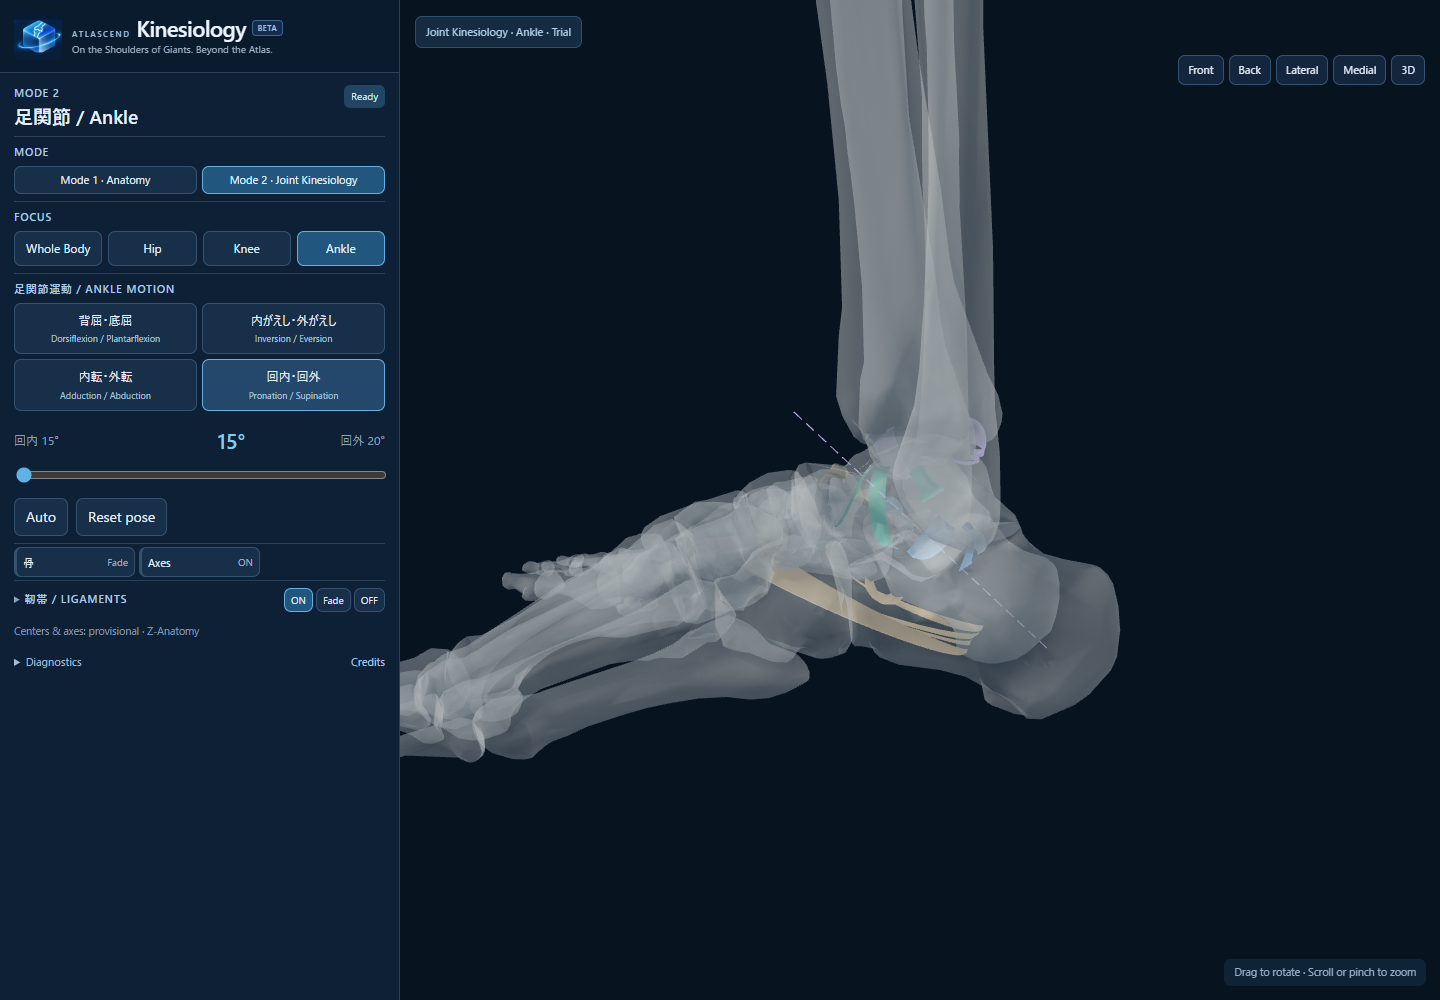 ATLASCEND Kinesiology BETA
On the Shoulders of Giants. Beyond the Atlas.
MODE 2
Ready
足関節 / Ankle
MODE
Mode 1 · Anatomy
Mode 2 · Joint Kinesiology
FOCUS
Whole Body
Hip
Knee
Ankle
足関節運動 / ANKLE MOTION
背屈・底屈
Dorsiflexion / Plantarflexion
内がえし・外がえし
Inversion / Eversion
内転・外転
Adduction / Abduction
回内・回外
Pronation / Supination
回内 15°
15°
回外 20°
Auto
Reset pose
骨
Fade
Axes
ON
靭帯 / LIGAMENTS
ON
Fade
OFF
Centers & axes: provisional · Z-Anatomy
Diagnostics
Credits
Joint Kinesiology · Ankle · Trial
Front
Back
Lateral
Medial
3D
Drag to rotate · Scroll or pinch to zoom